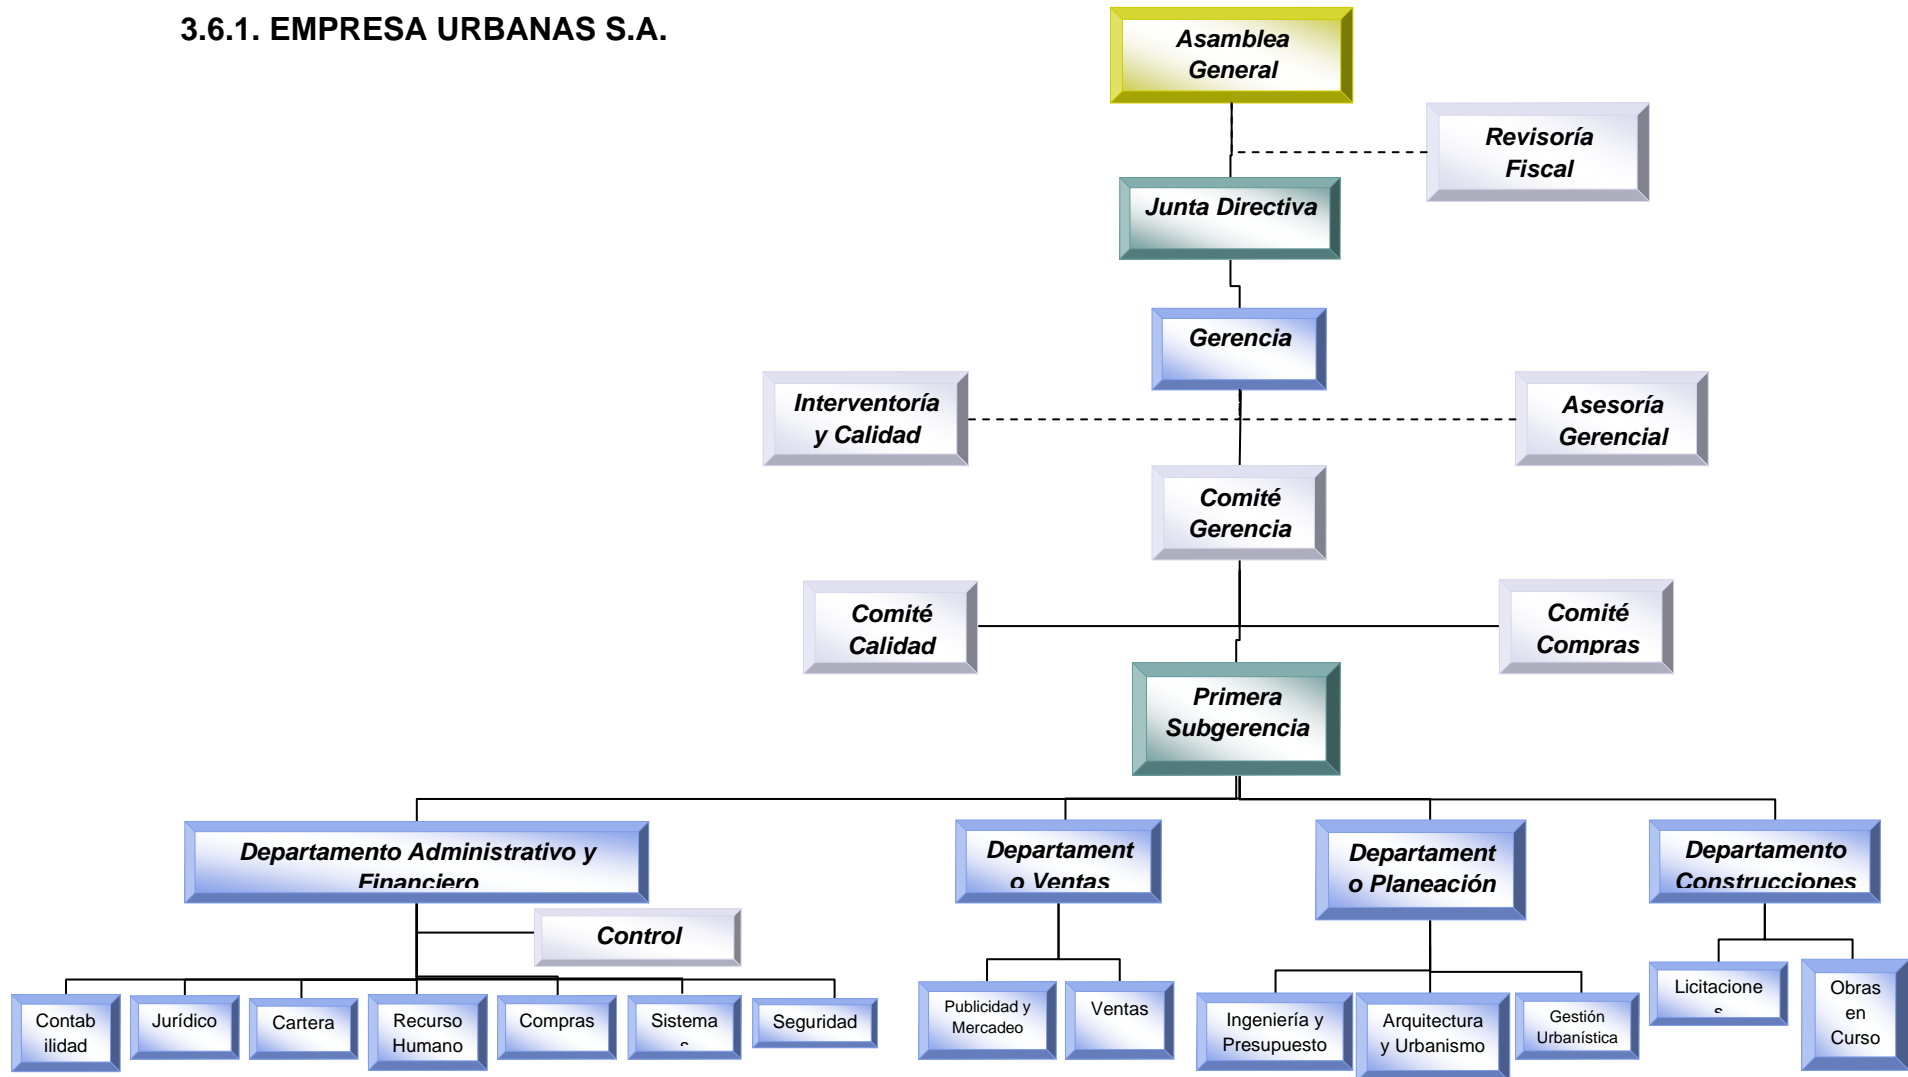 3.6.1. EMPRESA URBANAS S.A.
Asamblea
General
Revisoría
Fiscal
Junta Directiva
Gerencia
Interventoría
y Calidad
Asesoría
Gerencial
Comité
Gerencia
Comité
Calidad
Comité
Compras
Primera
Subgerencia
Departamento Administrativo y
Financiero
Departament
o Ventas
Departament
o Planeación
Departamento
Construcciones
Control
Contab
ilidad
Jurídico
Cartera
Recurso
Humano
Compras
Sistema
s
Seguridad
Publicidad y
Mercadeo
Ventas
Ingeniería y
Presupuesto
Arquitectura
y Urbanismo
Gestión
Urbanística
Licitacione
s
Obras
en
Curso